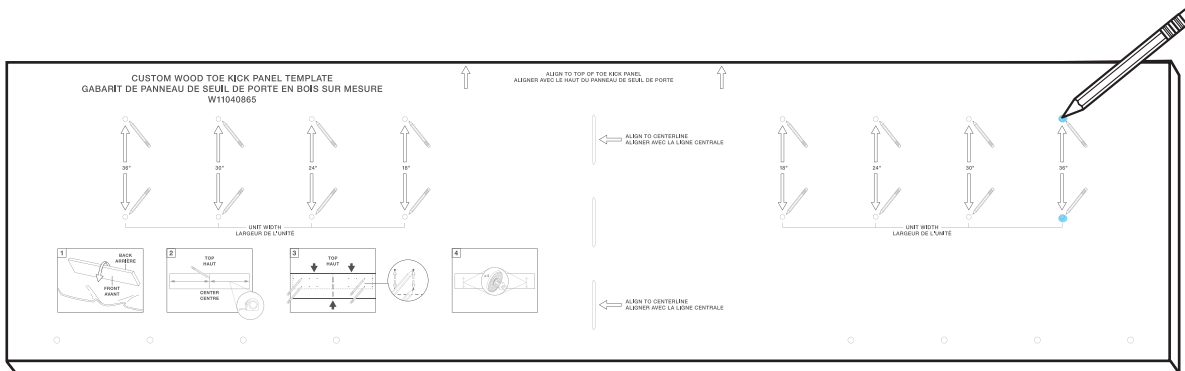 CUSTOM WOOD TOE KICK PANEL TEMPLATE
GABARIT DE PANNEAU DE SEUIL DE PORTE EN BOIS SUR MESURE
W11040865
ALIGN TO TOP OF TOE KICK PANEL
ALIGNER AVEC LE HAUT DU PANNEAU DE SEUIL DE PORTE
ALIGN TO CENTERLINE
ALIGNER AVEC LA LIGNE CENTRALE
36" 30" 24" 18"
18" 24" 30" 36"
UNIT WIDTH
LARGEUR DE L'UNITÉ
UNIT WIDTH
LARGEUR DE L'UNITÉ
1
BACK
ARRIÈRE
FRONT
AVANT
2
TOP
HAUT
CENTER
CENTRE
3
TOP
HAUT
4
ALIGN TO CENTERLINE
ALIGNER AVEC LA LIGNE CENTRALE